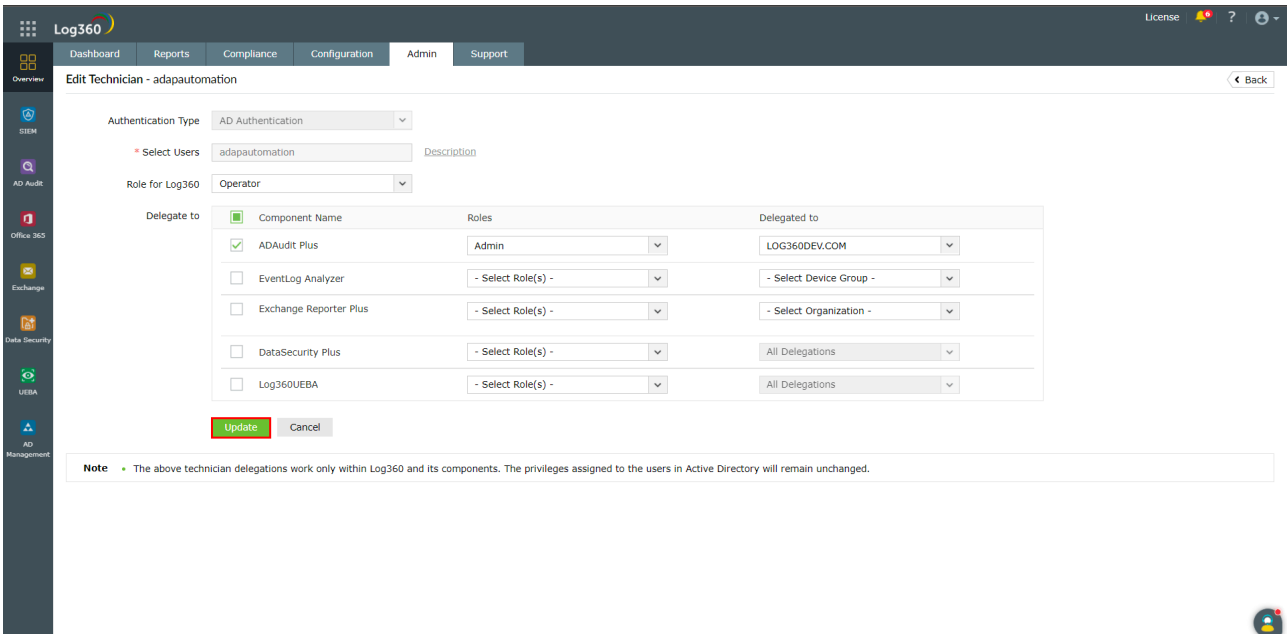 License 6 ?
Log360
Dashboard Reports Compliance Configuration Admin Support
Overview
Edit Technician - adapautomation
Back
SIEM
AD Audit
Office 365
Exchange
Data Security
UEBA
AD
Management
Authentication Type AD Authentication
* Select Users adapautomation Description
Role for Log360 Operator
Delegate to Component Name Roles Delegated to
ADAudit Plus Admin LOG360DEV.COM
EventLog Analyzer - Select Role(s) - - Select Device Group -
Exchange Reporter Plus - Select Role(s) - - Select Organization -
DataSecurity Plus - Select Role(s) - All Delegations
Log360UEBA - Select Role(s) - All Delegations
Update Cancel
Note • The above technician delegations work only within Log360 and its components. The privileges assigned to the users in Active Directory will remain unchanged.